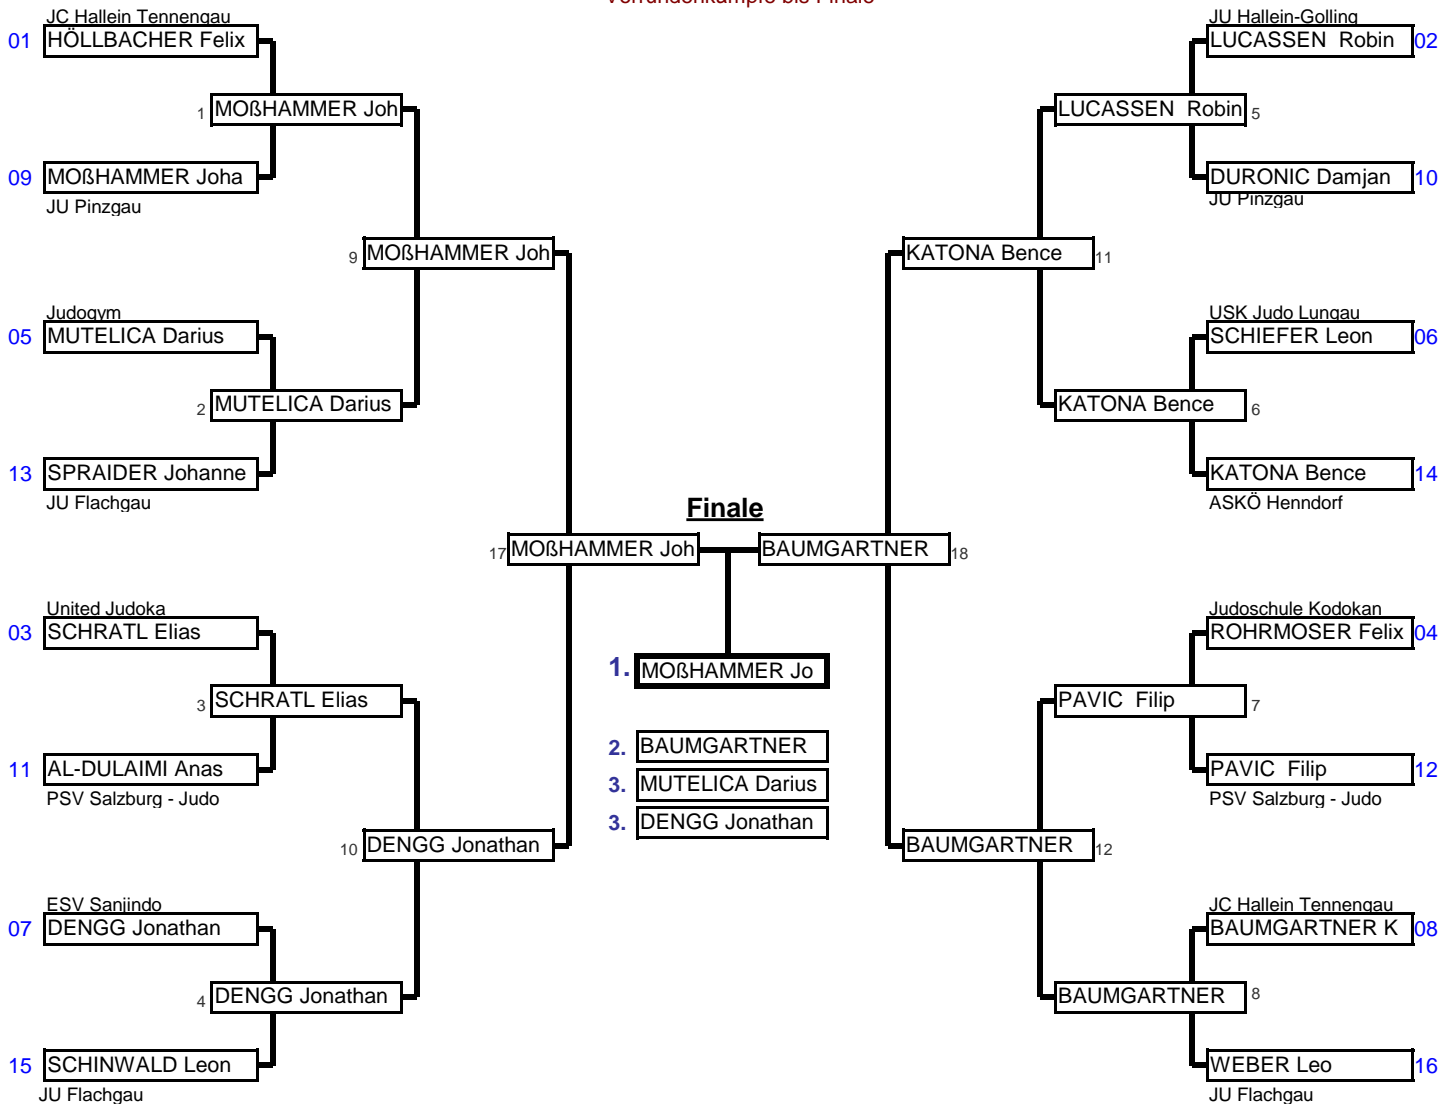 JC Hallein Tennengau
01 HÖLLBACHER Felix
1 MOßHAMMER Joh
09 MOßHAMMER Joha
JU Pinzgau
9 MOßHAMMER Joh
Judogym
05 MUTELICA Darius
2 MUTELICA Darius
13 SPRAIDER Johanne
JU Flachgau
17 MOßHAMMER Joh
United Judoka
03 SCHRATL Elias
3 SCHRATL Elias
11 AL-DULAIMI Anas
PSV Salzburg - Judo
10 DENGG Jonathan
ESV Sanjindo
07 DENGG Jonathan
4 DENGG Jonathan
15 SCHINWALD Leon
JU Flachgau
Vorrundenkämpfe bis Finale
Finale
1. MOßHAMMER Jo
2. BAUMGARTNER
3. MUTELICA Darius
3. DENGG Jonathan
JU Hallein-Golling
LUCASSEN Robin 02
LUCASSEN Robin 5
DURONIC Damjan 10
JU Pinzgau
KATONA Bence 11
USK Judo Lungau
SCHIEFER Leon 06
KATONA Bence 6
KATONA Bence 14
ASKÖ Henndorf
BAUMGARTNER 18
Judoschule Kodokan
ROHRMOSER Felix 04
PAVIC Filip 7
PAVIC Filip 12
PSV Salzburg - Judo
BAUMGARTNER 12
JC Hallein Tennengau
BAUMGARTNER K 08
BAUMGARTNER 8
WEBER Leo 16
JU Flachgau